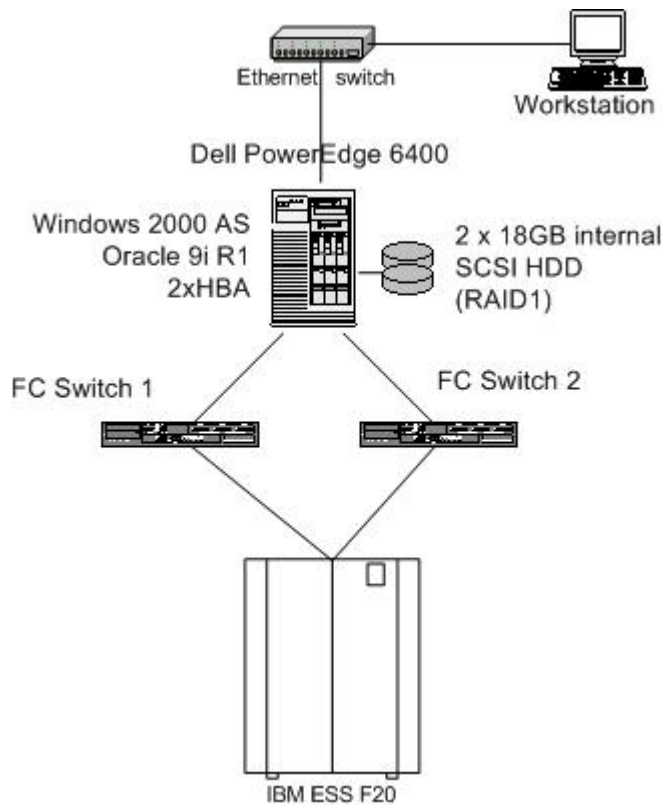 Ethernet switch
Workstation
Dell PowerEdge 6400
Windows 2000 AS
Oracle 9i R1
2xHBA
2 x 18GB internal
SCSI HDD
(RAID1)
FC Switch 1
FC Switch 2
IBM ESS F20